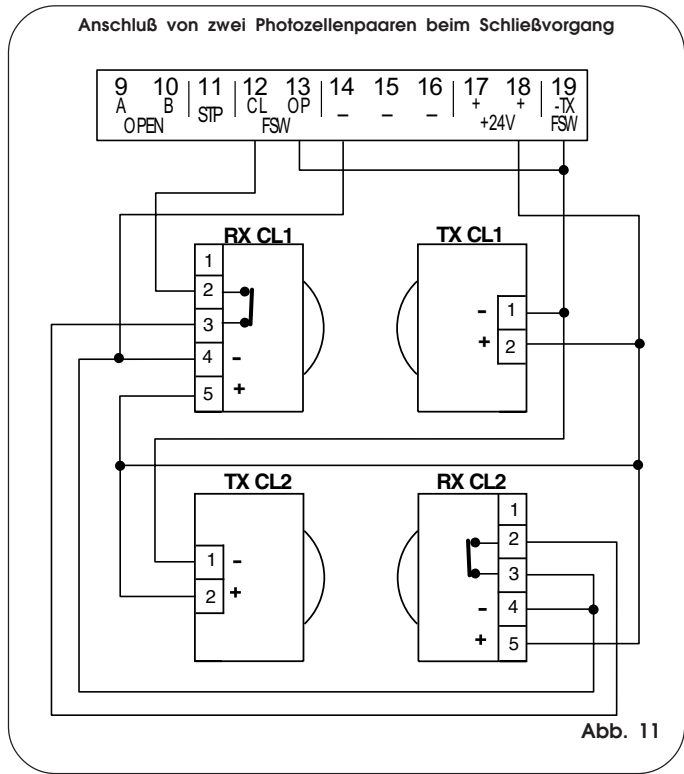 Anschluß von zwei Photozellenpaaren beim Schließvorgang
9 10 11 12 13 14 15 16 17 18 19
A B STP CL OP – – – + + -TX
OPEN FSW +24V FSW
RX CL1 TX CL1
1
2
3
4 -
5 +
- 1
+ 2
TX CL2 RX CL2
1 -
2 +
1
2
3
- 4
+ 5
Abb. 11